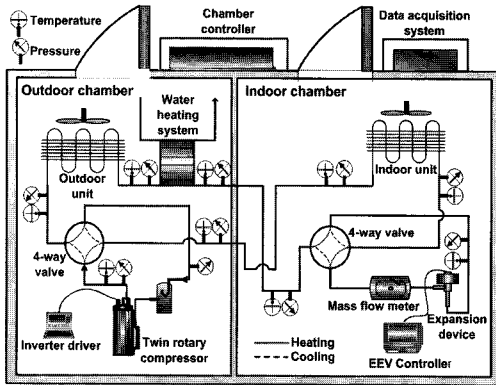 Temperature
Pressure
Chamber
controller
Data acquisition
system
Outdoor chamber
Water
heating
system
Indoor chamber
Outdoor
unit
Indoor unit
4-way
valve
4-way valve
Mass flow meter
Expansion
device
Inverter driver
Twin rotary
compressor
Heating
Cooling
EEV Controller
T
P